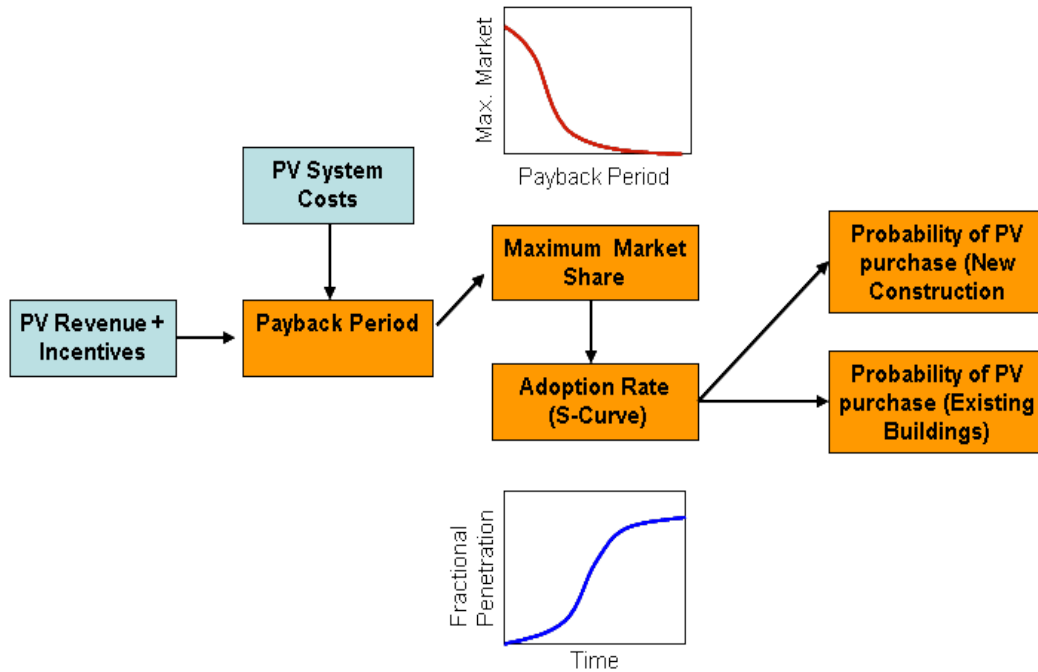 Max. Market
Payback Period
PV System
Costs
Maximum Market
Share
Probability of PV
purchase (New
Construction
PV Revenue +
Incentives
Payback Period
Adoption Rate
(S-Curve)
Probability of PV
purchase (Existing
Buildings)
Fractional
Penetration
Time